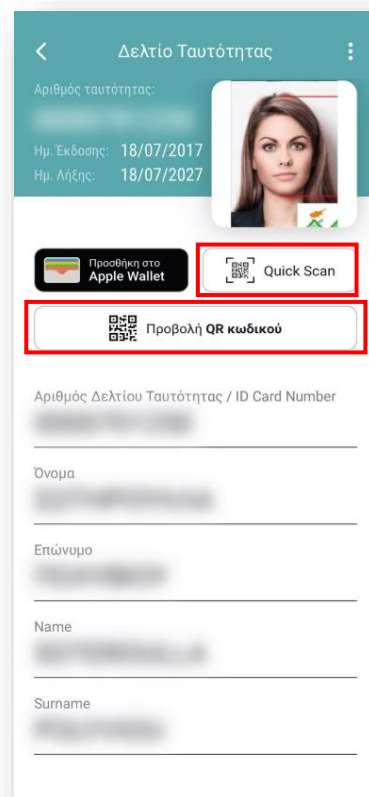 Δελτίο Ταυτότητας
Αριθμός ταυτότητας:
Ημ. Έκδοσης: 18/07/2017
Ημ. Λήξης: 18/07/2027
Προσθήκη στο
Apple Wallet
Quick Scan
Προβολή QR κωδικού
Αριθμός Δελτίου Ταυτότητας / ID Card Number
Όνομα
Επώνυμο
Name
Surname